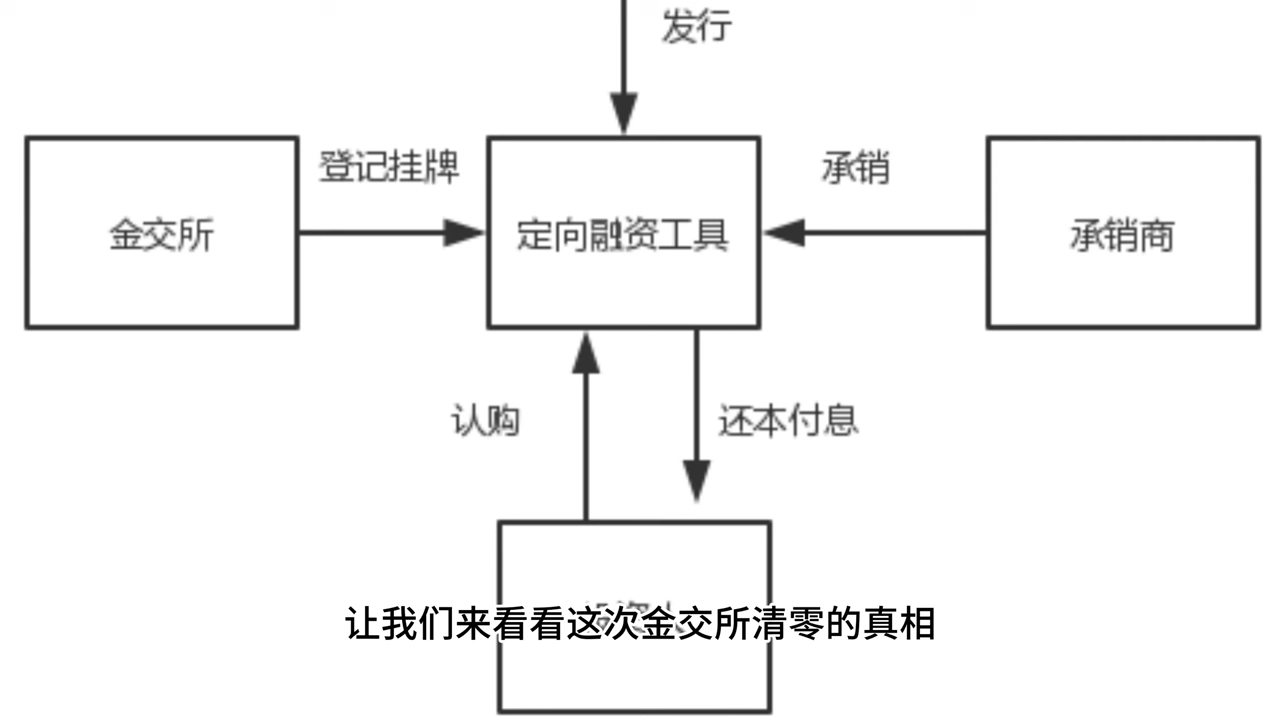 发行
登记挂牌
承销
金交所
定向融资工具
承销商
认购
还本付息
让我们来看看这次金交所清零的真相